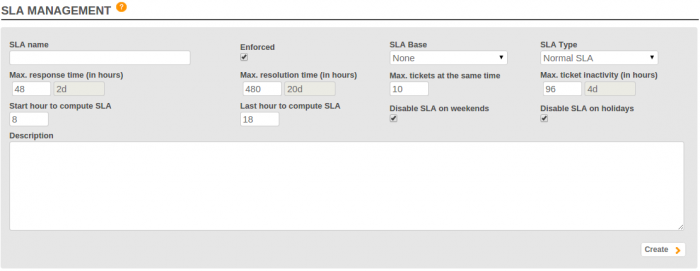 SLA MANAGEMENT ?
SLA name Enforced SLA Base SLA Type
None Normal SLA
Max. response time (in hours) Max. resolution time (in hours) Max. tickets at the same time Max. ticket inactivity (in hours)
48 2d 480 20d 10 96 4d
Start hour to compute SLA Last hour to compute SLA Disable SLA on weekends Disable SLA on holidays
8 18
Description
Create